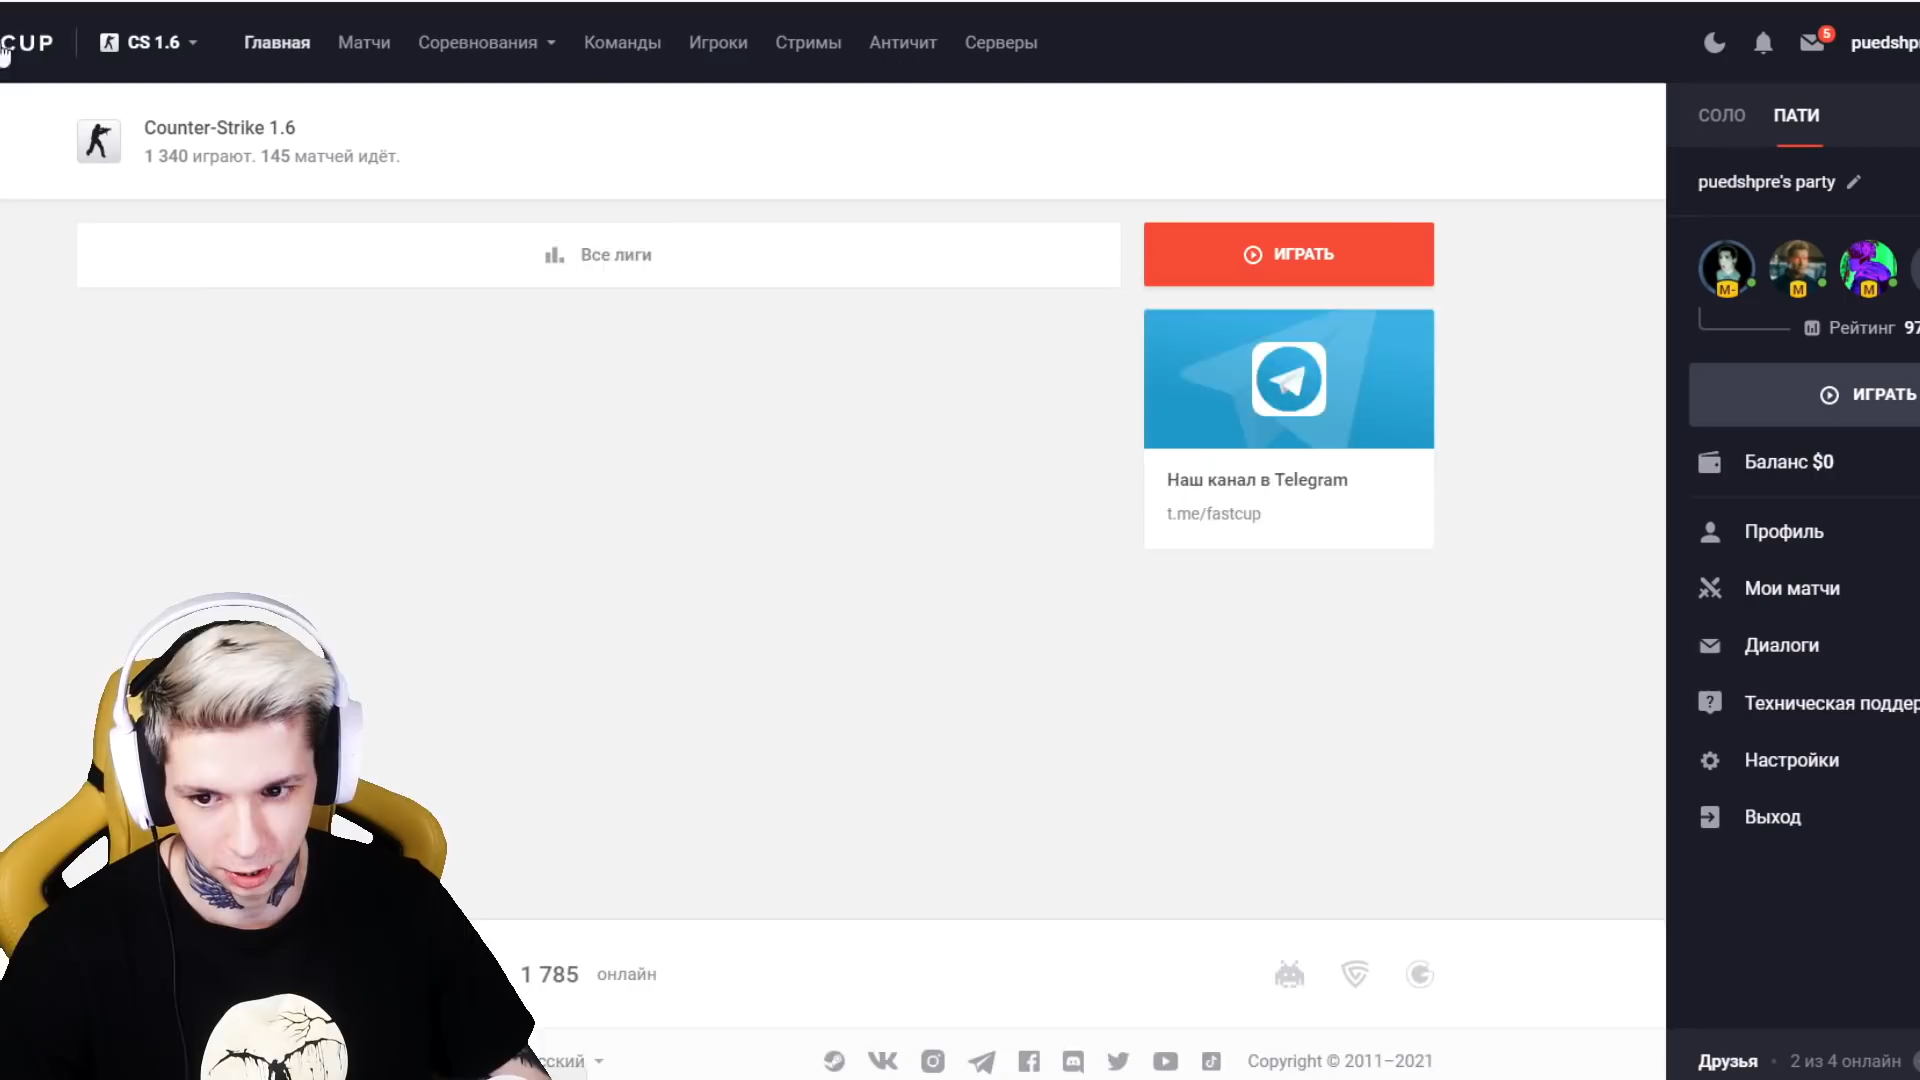 CUP
CS 1.6
Главная
Матчи
Соревнования
Команды
Игроки
Стримы
Античит
Серверы
5
puedshpr
Counter-Strike 1.6
1 340 играют. 145 матчей идёт.
СОЛО
ПАТИ
puedshpre's party
Все лиги
ИГРАТЬ
M-
M
M
Рейтинг 97
ИГРАТЬ
Наш канал в Telegram
t.me/fastcup
Баланс $0
Профиль
Мои матчи
Диалоги
Техническая поддер
Настройки
Выход
1 785 онлайн
сский
Copyright © 2011–2021
Друзья • 2 из 4 онлайн